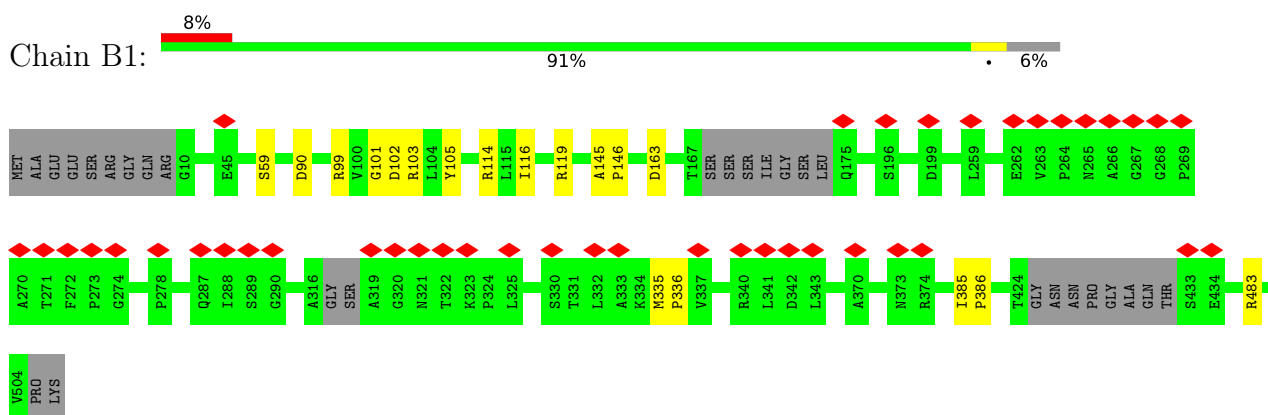 8%
Chain B1:
91% • 6%
MET ALA GLU GLU SER ARG GLY GLN ARG G10 E45 S59 D90 R99 V100 G101 D102 R103 L104 Y105 R114 L115 I116 R119 A145 P146 D163 T167 SER SER SER ILE GLY SER LEU Q175 S196 D199 L259 E262 V263 P264 N265 A266 G267 G268 P269
A270 T271 F272 P273 G274 P278 Q287 I288 S289 G290 A316 GLY SER A319 G320 N321 T322 K323 P324 L325 S330 T331 L332 A333 K334 M335 P336 V337 R340 L341 D342 L343 A370 N373 R374 I385 P386 T424 GLY ASN ASN PRO GLY ALA GLN THR S433 E434 R483
V504 PRO LYS